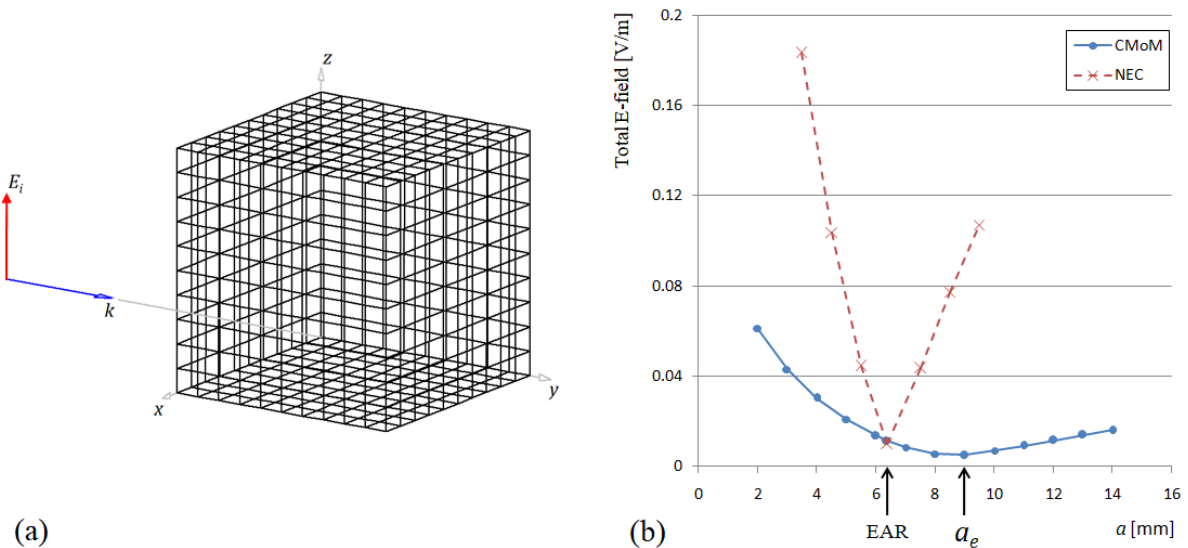 z
E_i
k
x
y
(a)
Total E-field [V/m]
0.2
0.16
0.12
0.08
0.04
0
CMoM
NEC
0 2 4 6 8 10 12 14 16
EAR
a_e
a [mm]
(b)